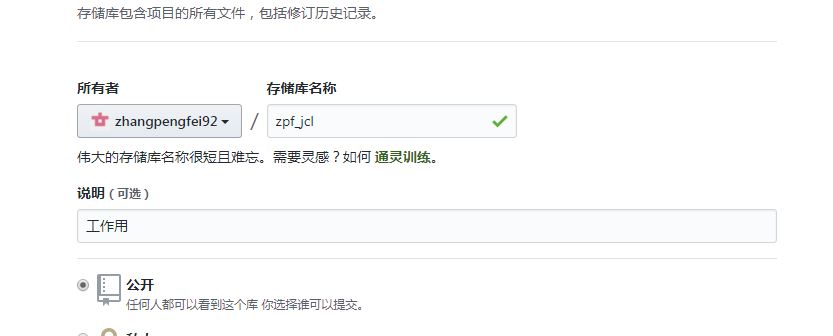 存储库包含项目的所有文件，包括修订历史记录。
所有者 存储库名称
zhangpengfei92 / zpf_jcl
伟大的存储库名称很短且难忘。需要灵感？如何 通灵训练。
说明（可选）
工作用
公开
任何人都可以看到这个库 你选择谁可以提交。